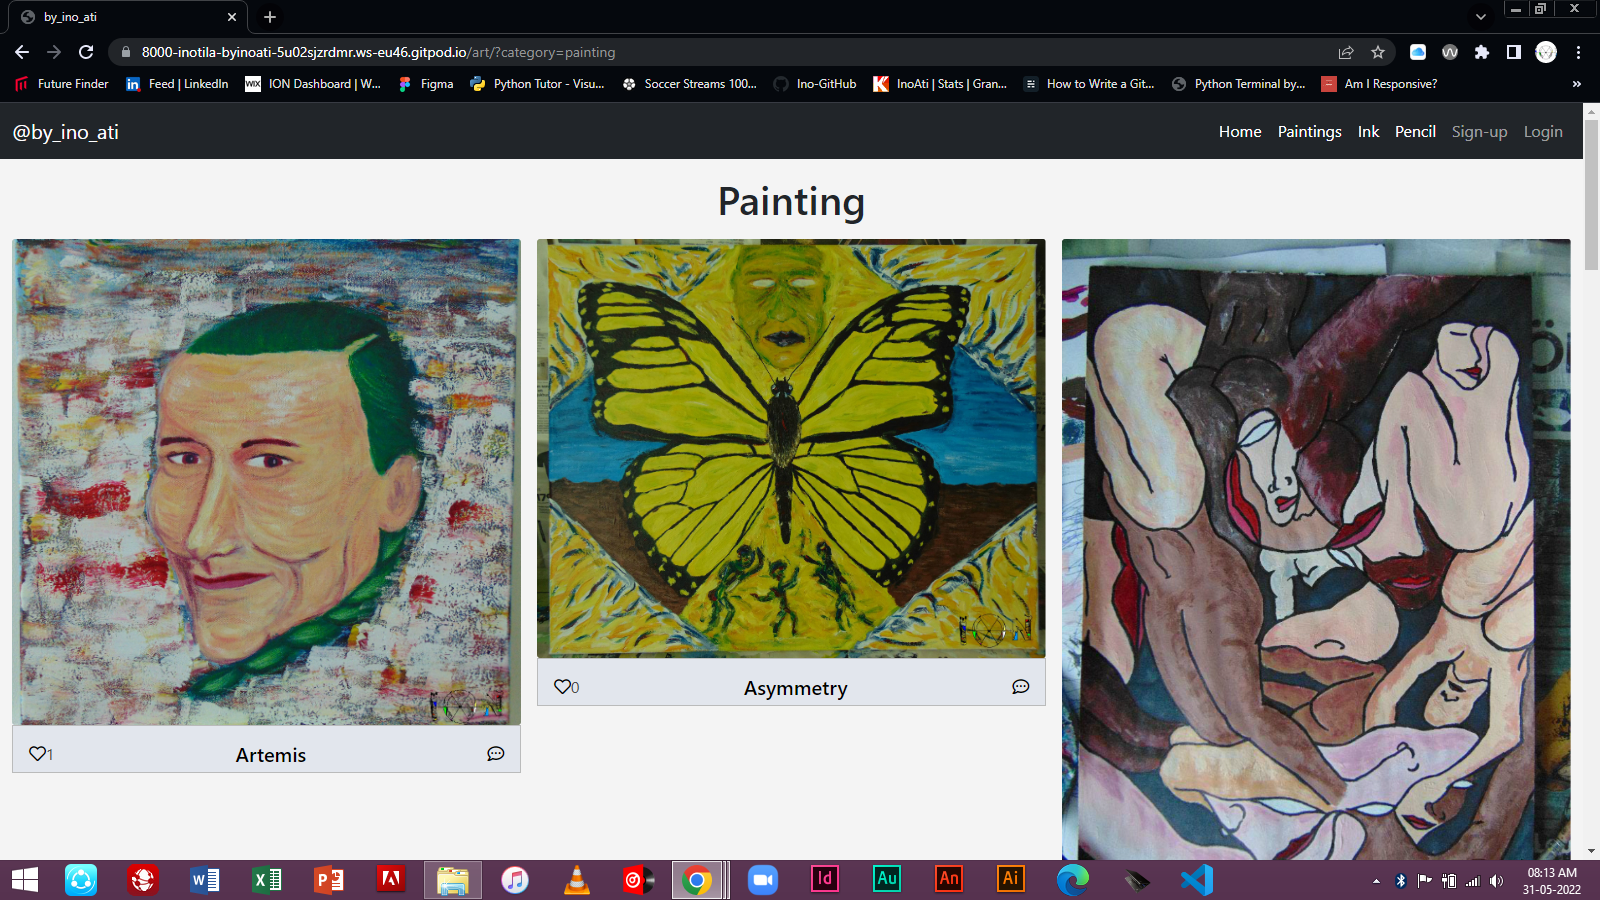 by_ino_ati
8000-inotila-byinoati-5u02sjzrdmr.ws-eu46.gitpod.io/art/?category=painting
Future Finder
Feed | LinkedIn
WIX ION Dashboard | W...
Figma
Python Tutor - Visu...
Soccer Streams 100...
Ino-GitHub
InoAti | Stats | Gran...
How to Write a Git...
Python Terminal by...
Am I Responsive?
»
@by_ino_ati
Home Paintings Ink Pencil Sign-up Login
Painting
0 Asymmetry
1 Artemis
Id Au An Ai
08:13 AM
31-05-2022